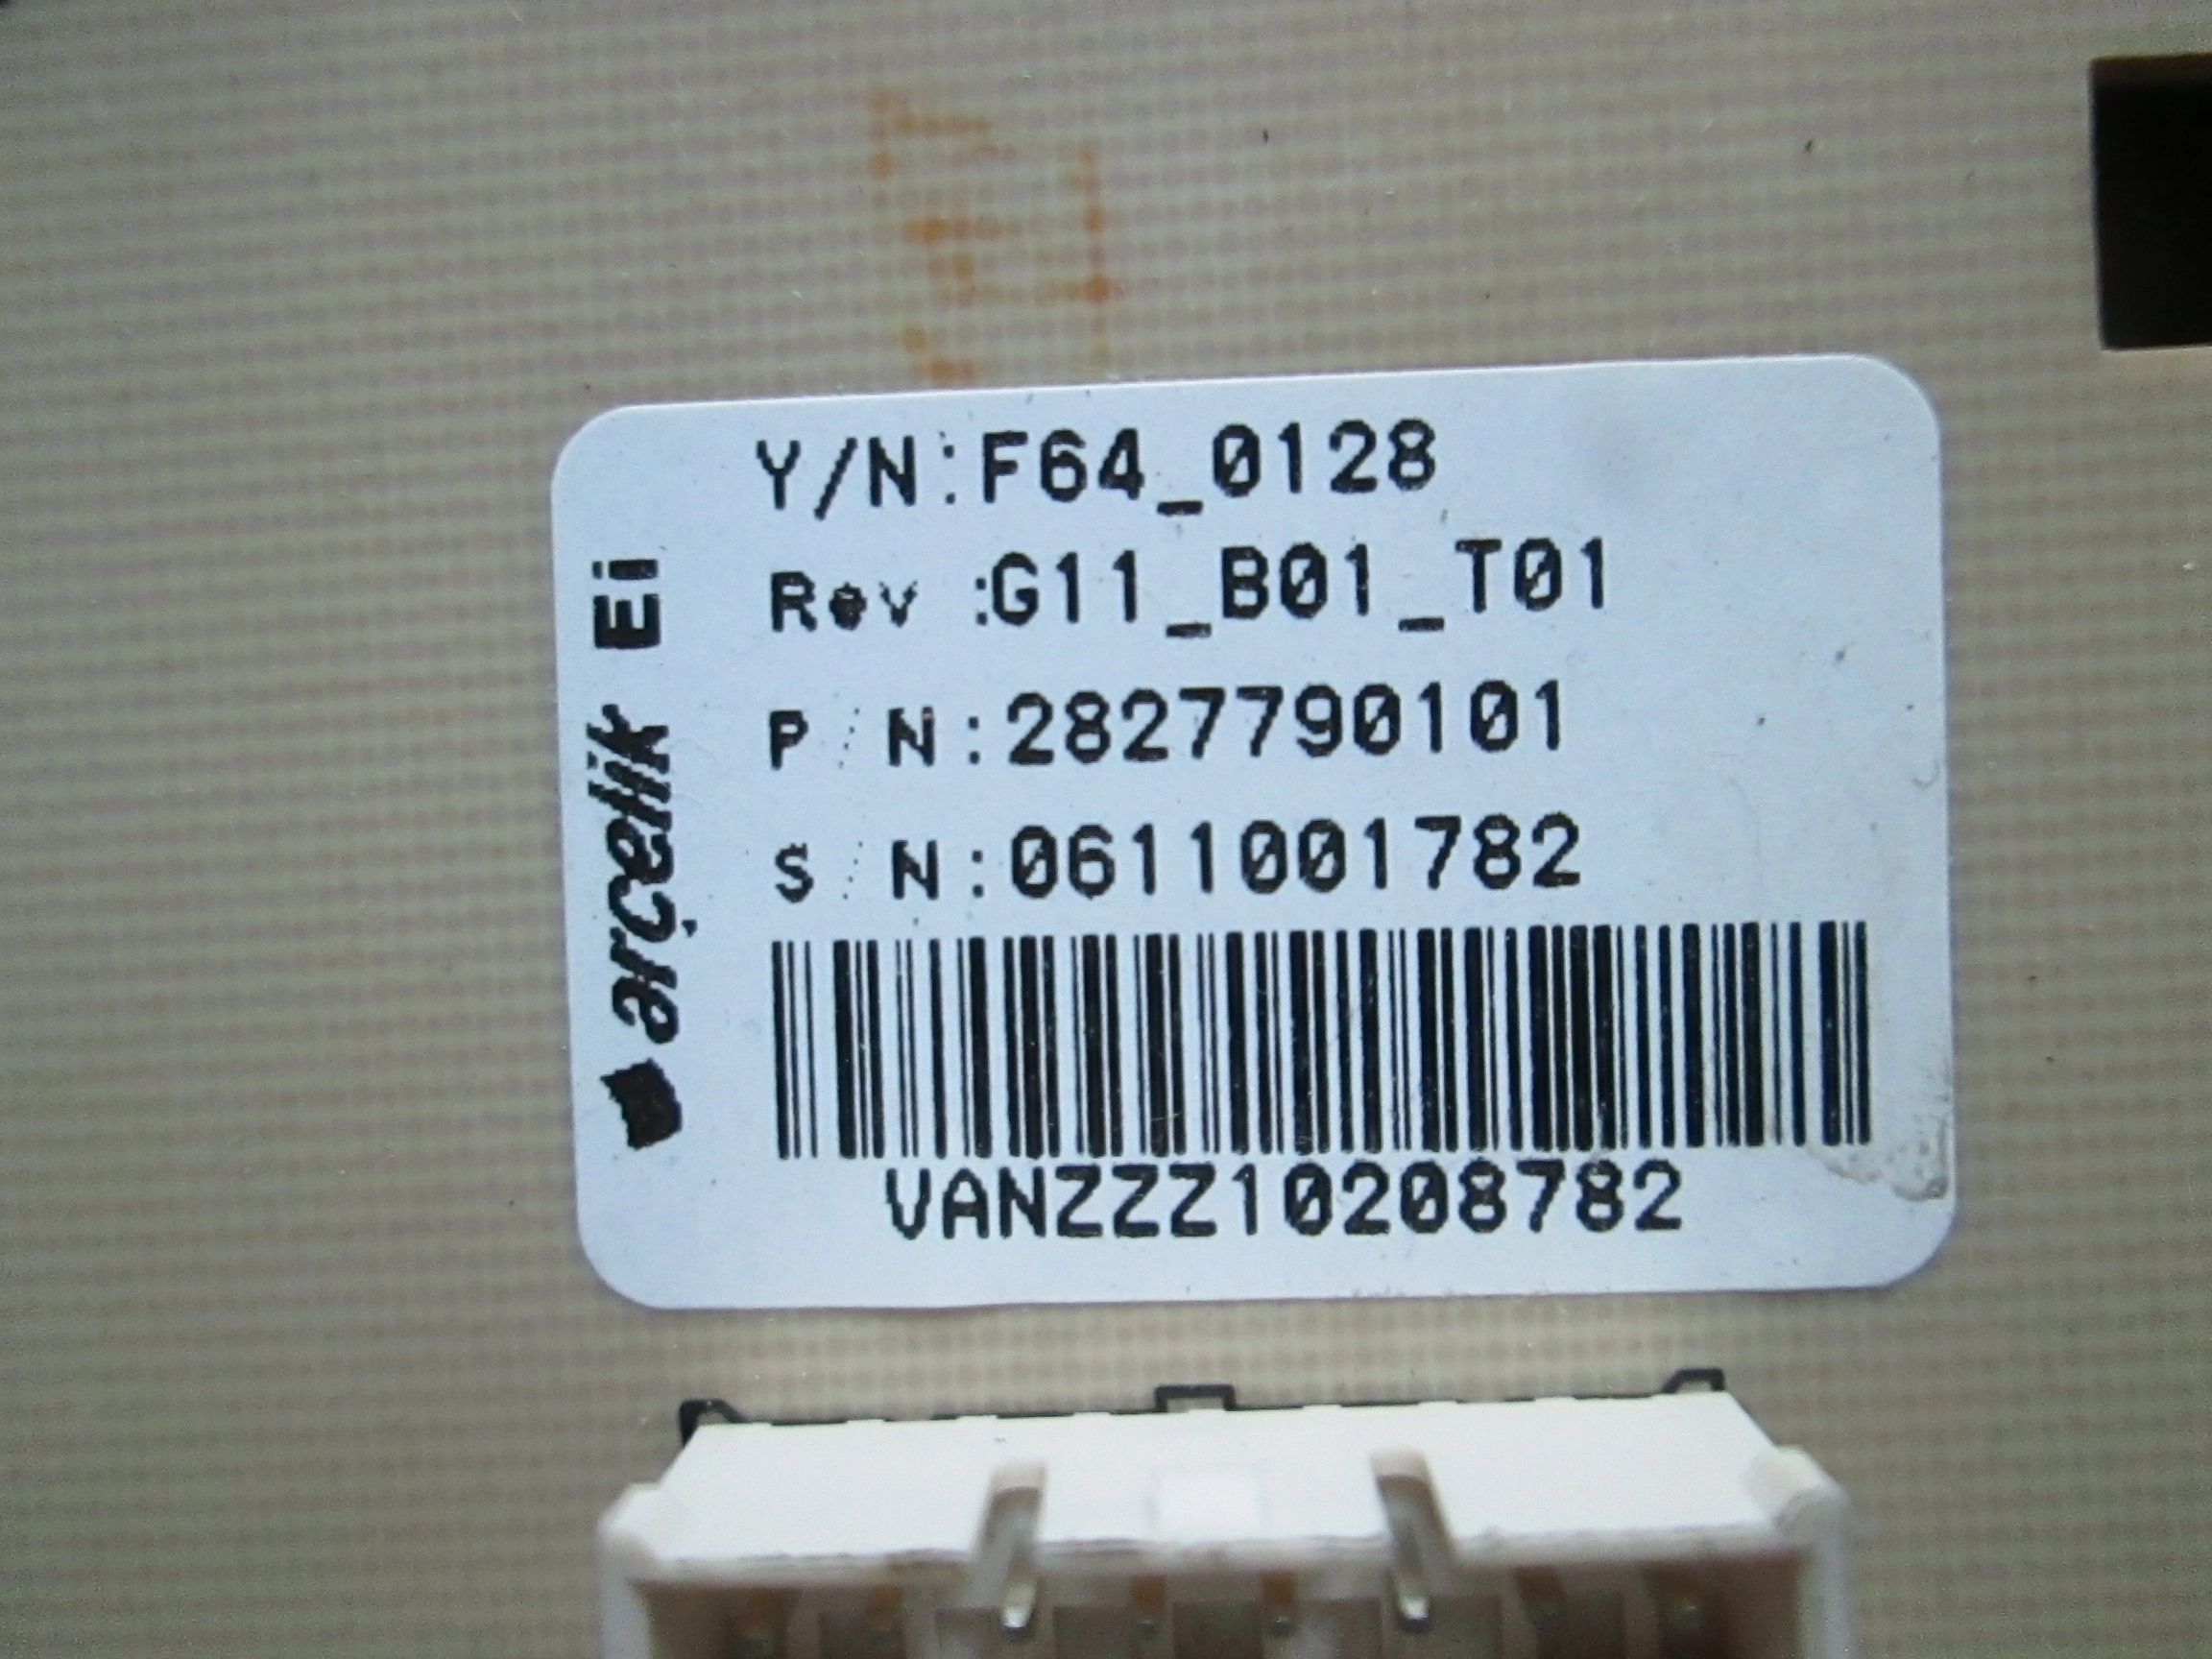 Y/N:F64_0128
Rev :G11_B01_T01
P/N:2827790101
S/N:0611001782
VANZZZ10208782
arçelik Ei